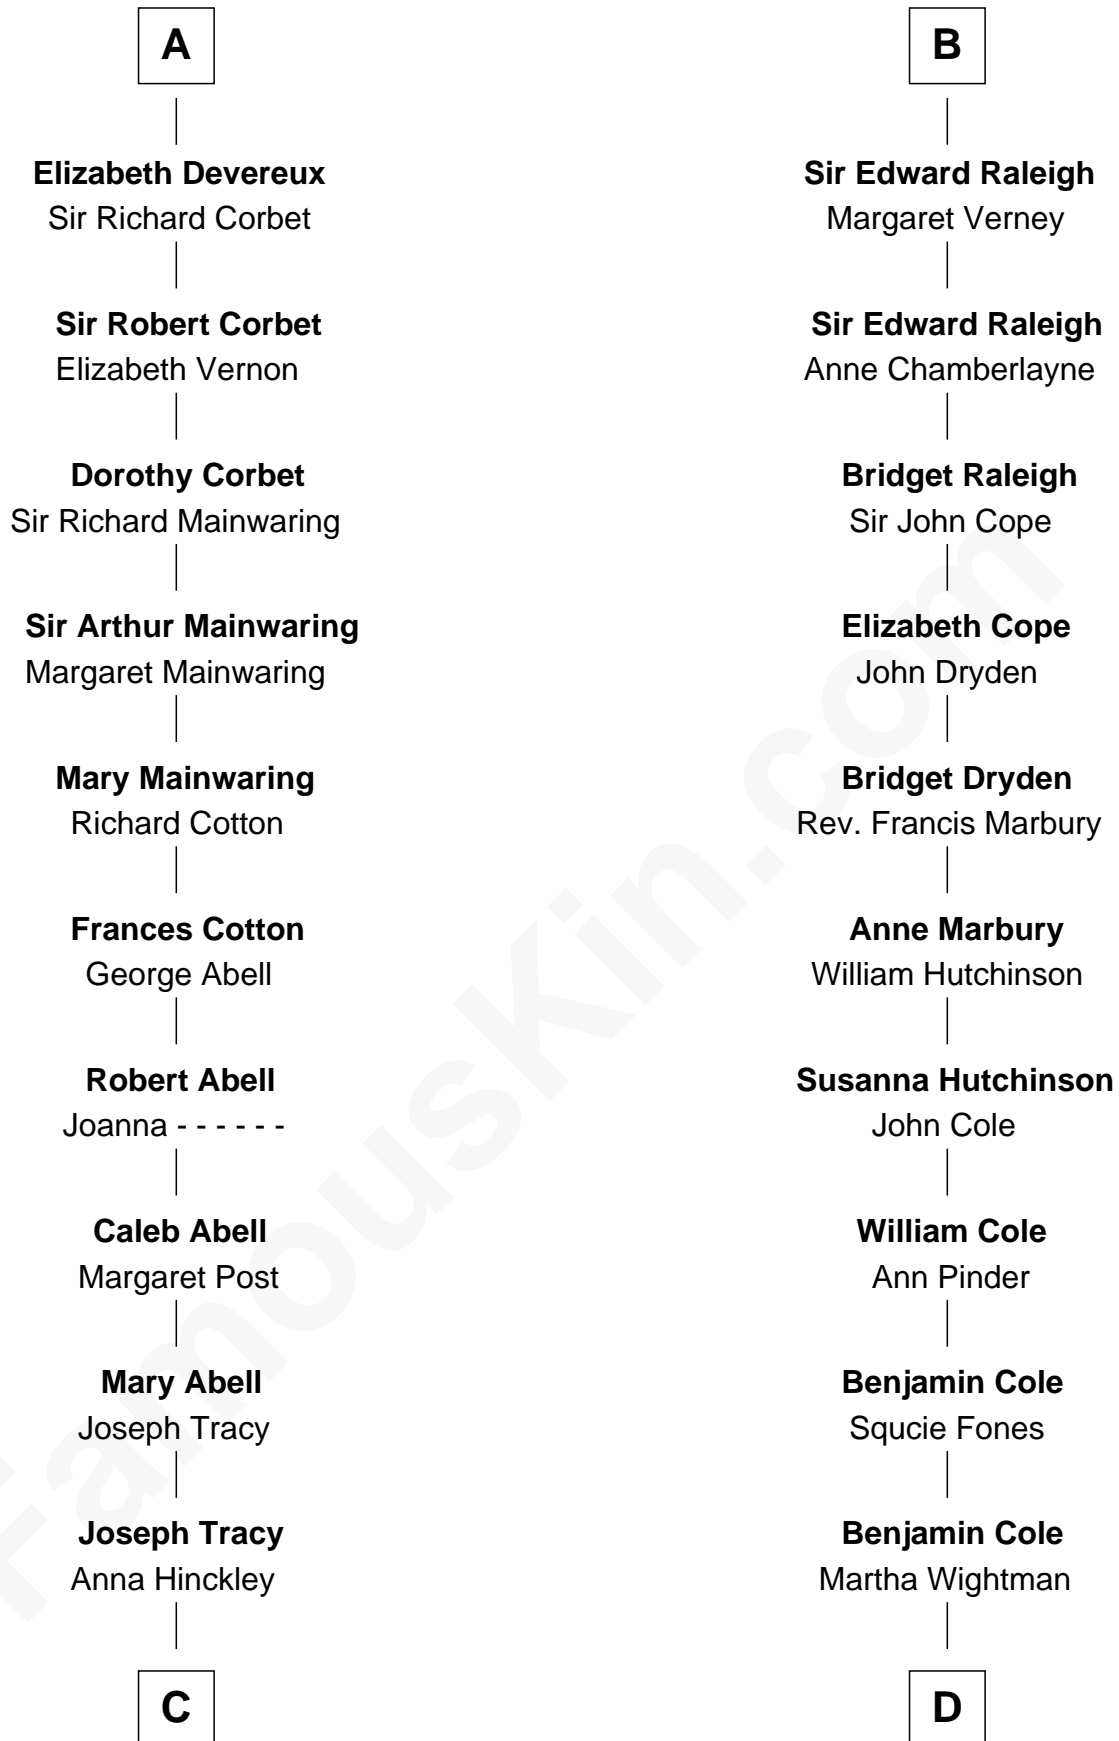 A
Elizabeth Devereux
Sir Richard Corbet
Sir Robert Corbet
Elizabeth Vernon
Dorothy Corbet
Sir Richard Mainwaring
Sir Arthur Mainwaring
Margaret Mainwaring
Mary Mainwaring
Richard Cotton
Frances Cotton
George Abell
Robert Abell
Joanna - - - - - -
Caleb Abell
Margaret Post
Mary Abell
Joseph Tracy
Joseph Tracy
Anna Hinckley
C
B
Sir Edward Raleigh
Margaret Verney
Sir Edward Raleigh
Anne Chamberlayne
Bridget Raleigh
Sir John Cope
Elizabeth Cope
John Dryden
Bridget Dryden
Rev. Francis Marbury
Anne Marbury
William Hutchinson
Susanna Hutchinson
John Cole
William Cole
Ann Pinder
Benjamin Cole
Squcie Fones
Benjamin Cole
Martha Wightman
D
FamousKin.com